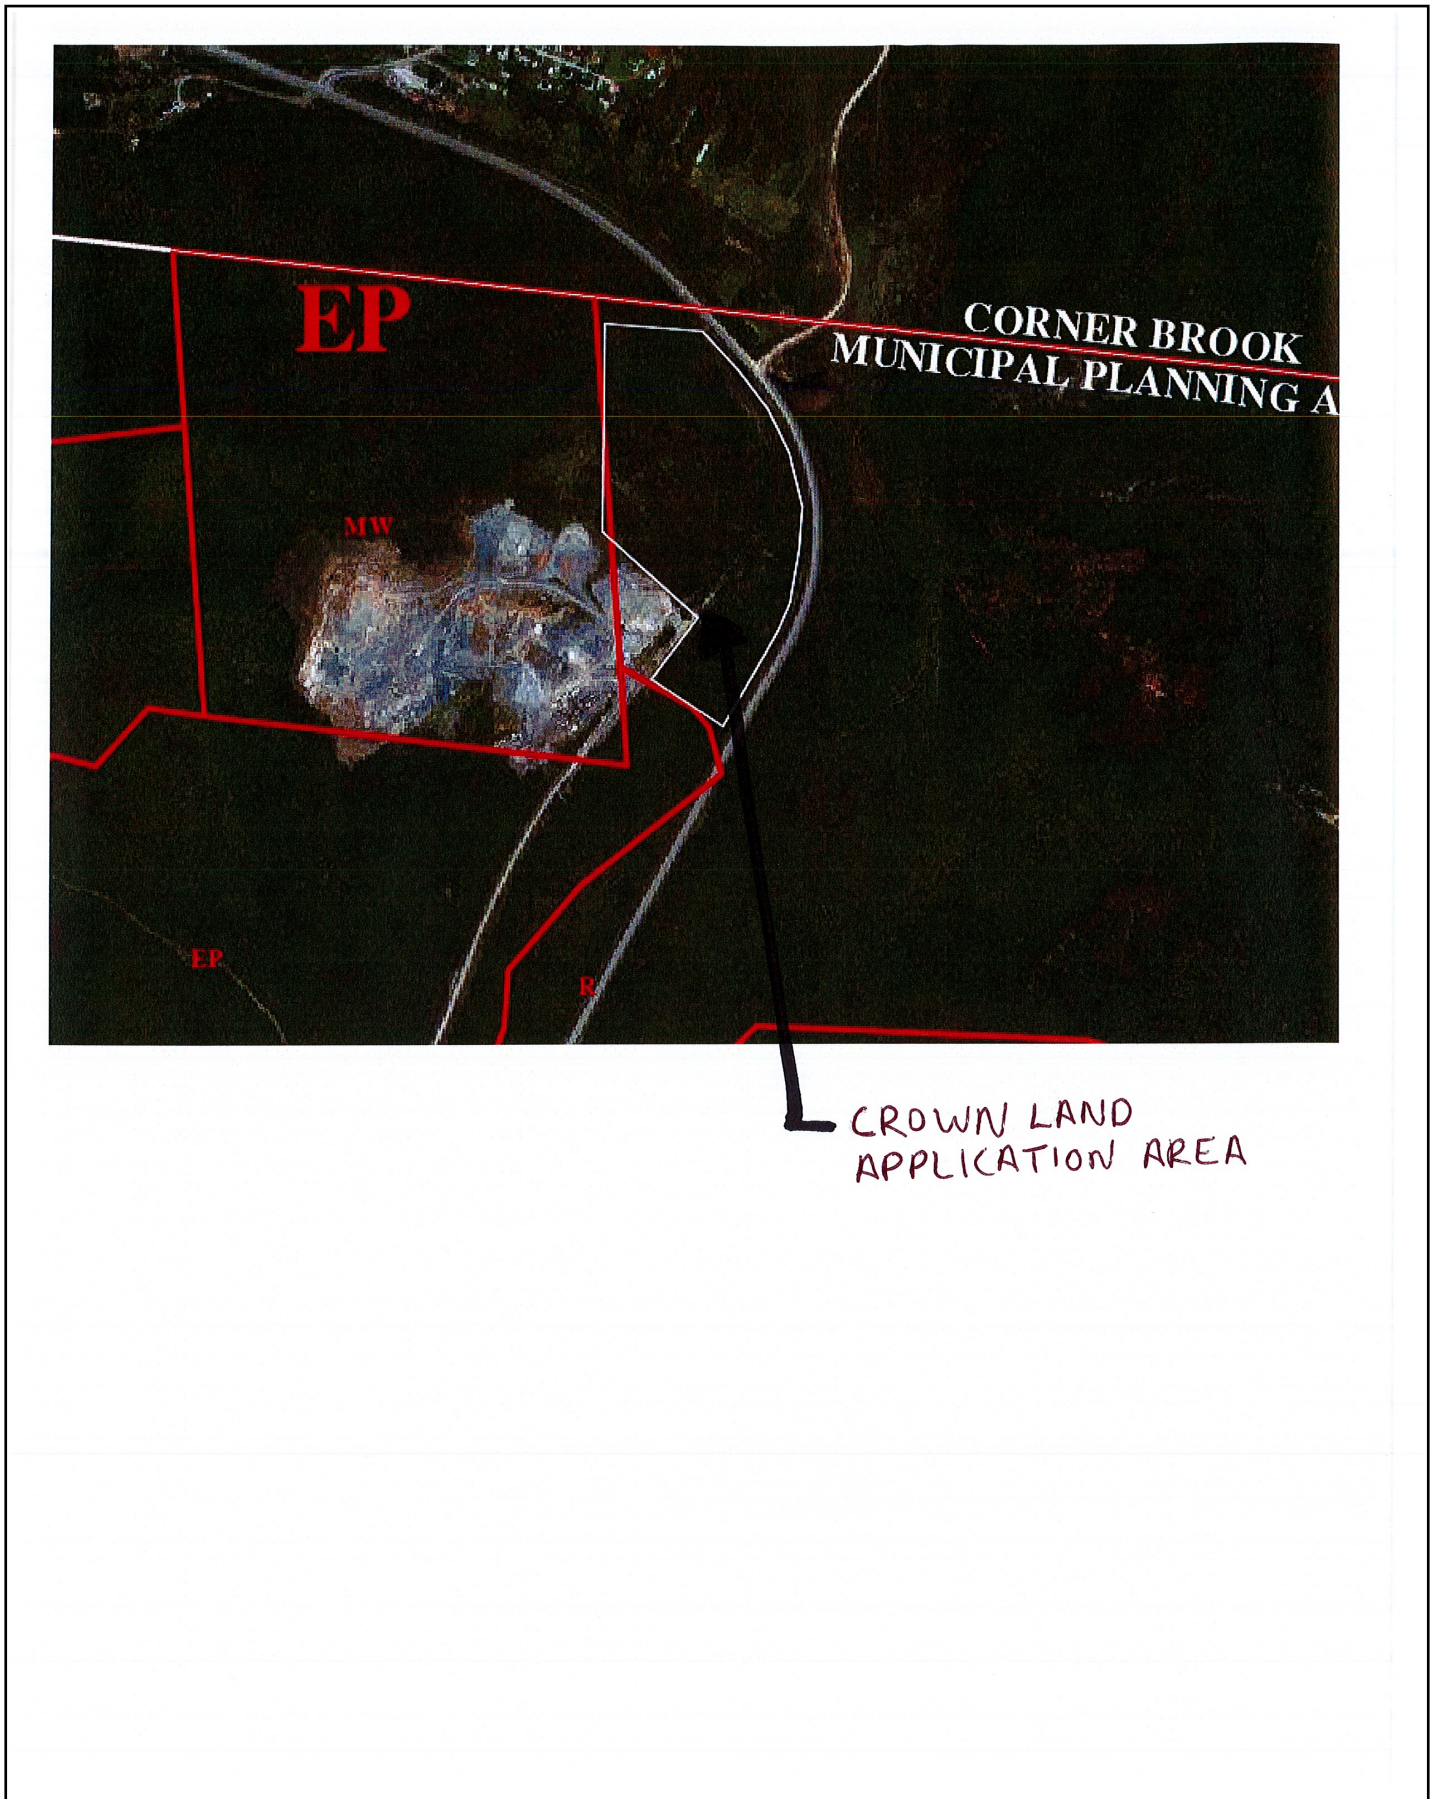 EP
CORNER BROOK
MUNICIPAL PLANNING A
MW
EP
R
CROWN LAND
APPLICATION AREA